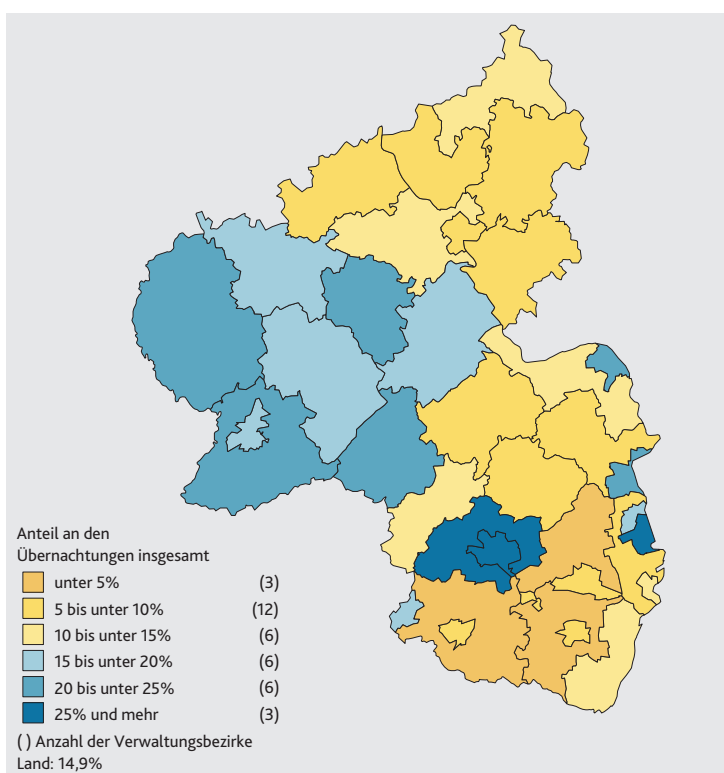 Anteil an den
Übernachtungen insgesamt
unter 5% (3)
5 bis unter 10% (12)
10 bis unter 15% (6)
15 bis unter 20% (6)
20 bis unter 25% (6)
25% und mehr (3)
( ) Anzahl der Verwaltungsbezirke
Land: 14,9%